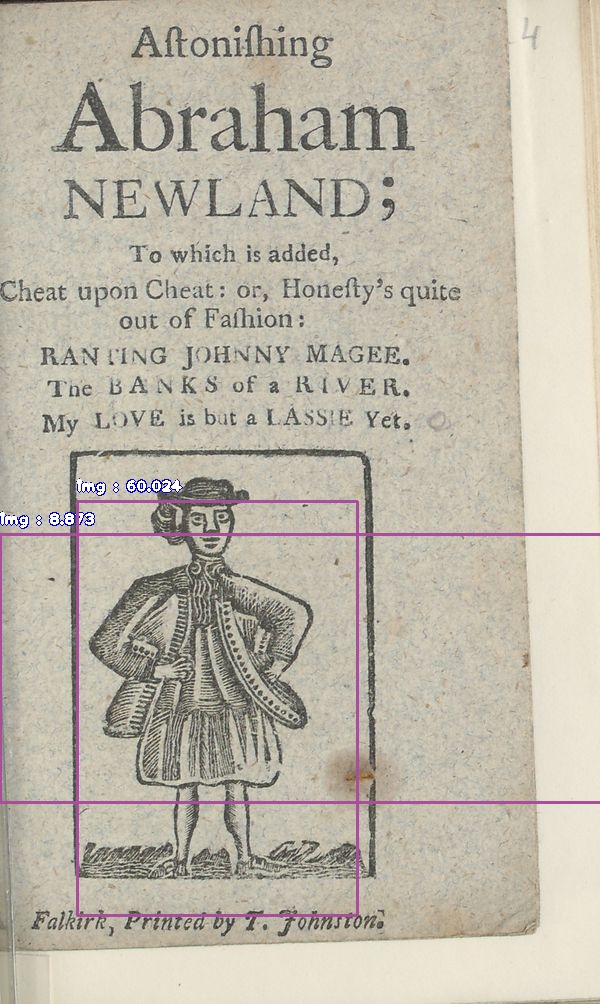 4
Aſtoniſhing
Abraham
NEWLAND;
To which is added,
Cheat upon Cheat: or, Honeſty's quite
out of Faſhion:
RANTING JOHNNY MAGEE.
The BANKS of a RIVER.
My LOVE is but a LASSIE Yet.
img : 60.024
img : 8.873
Falkirk, Printed by T. Johnston.